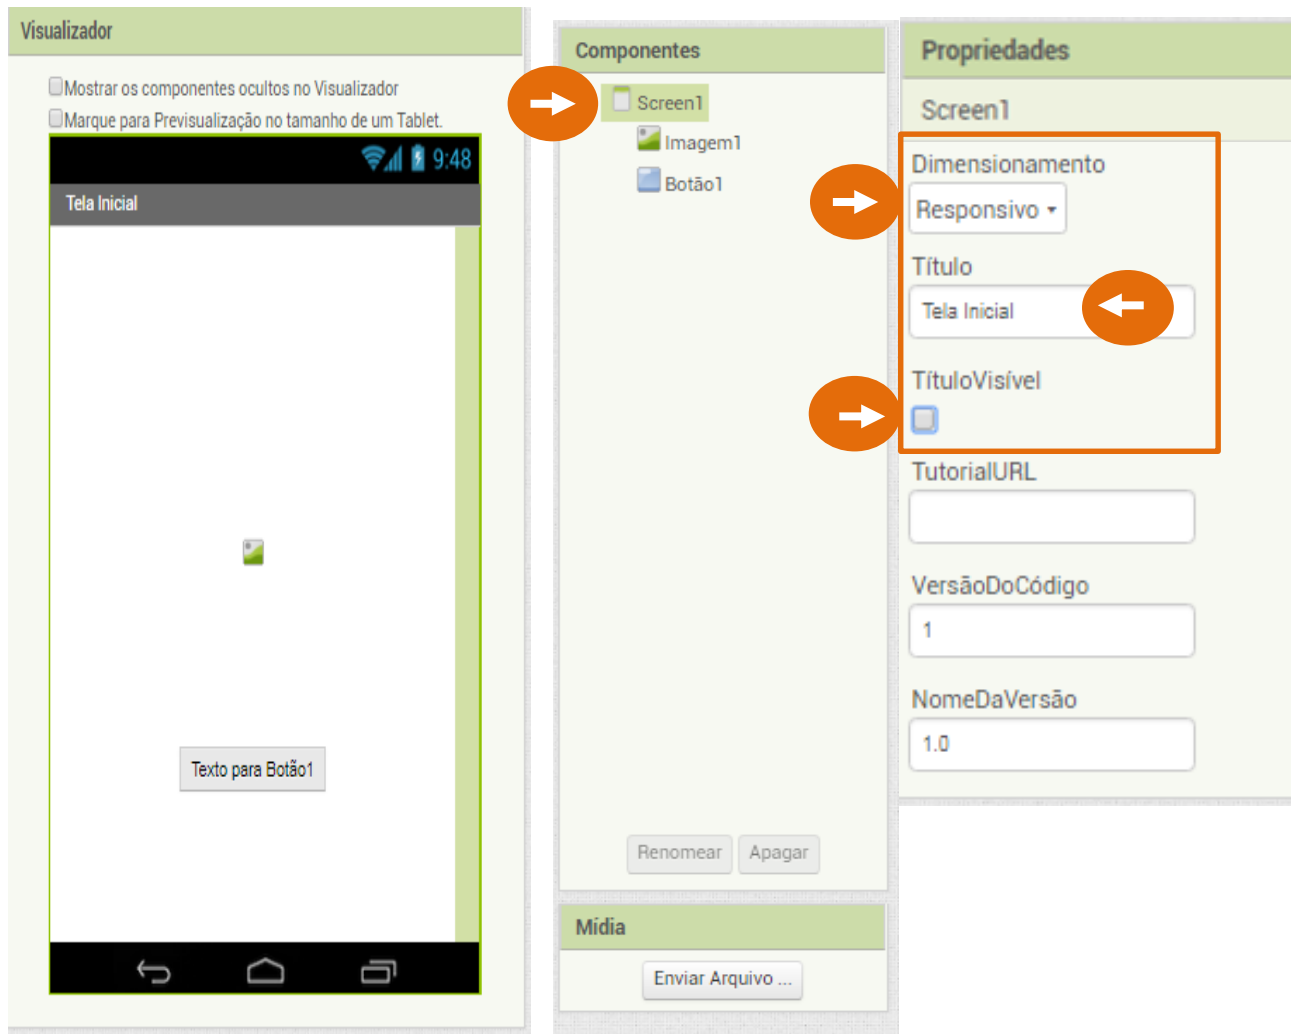 Visualizador
Mostrar os componentes ocultos no Visualizador
Marque para Previsualização no tamanho de um Tablet.
9:48
Tela Inicial
Texto para Botão1
Componentes
Screen1
Imagem1
Botão1
Renomear Apagar
Mídia
Enviar Arquivo ...
Propriedades
Screen1
Dimensionamento
Responsivo
Título
Tela Inicial
TítuloVisível
TutorialURL
VersãoDoCódigo
1
NomeDaVersão
1.0